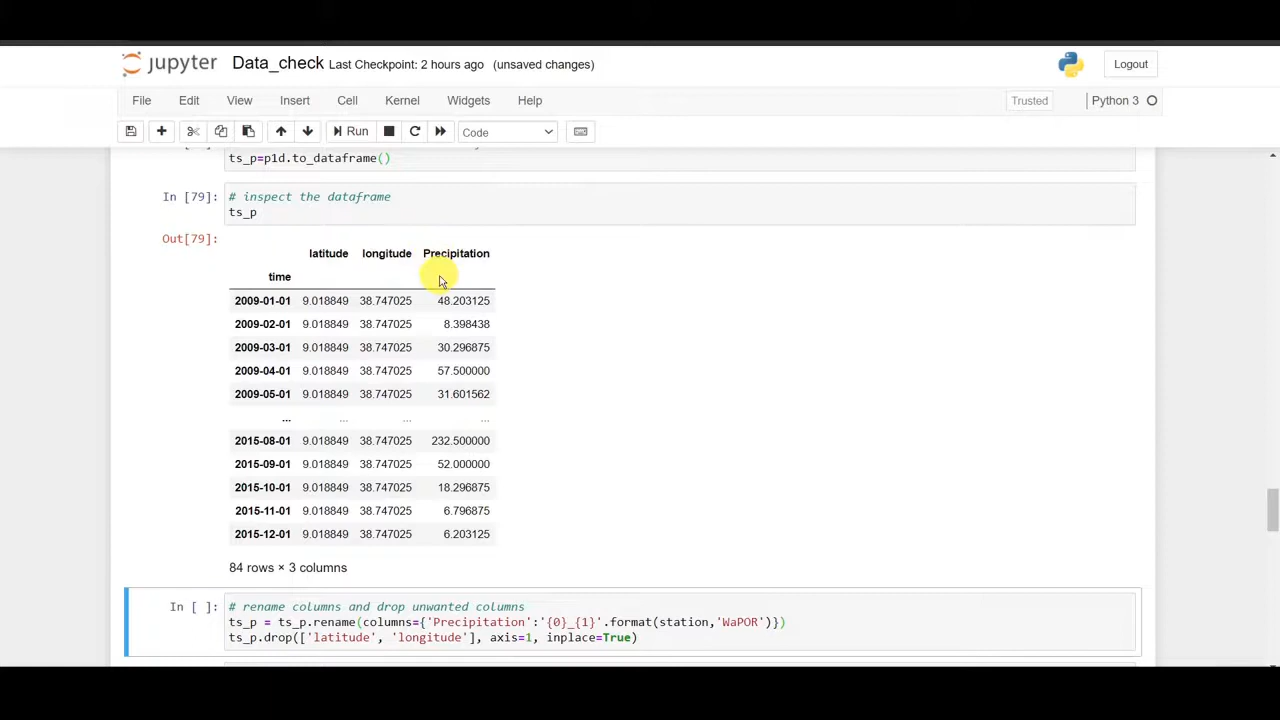 jupyter Data_check Last Checkpoint: 2 hours ago (unsaved changes) Logout
File Edit View Insert Cell Kernel Widgets Help Trusted Python 3
Run Code
ts_p=p1d.to_dataframe()
In [79]: # inspect the dataframe
ts_p
Out[79]:
latitude longitude Precipitation
time
2009-01-01 9.018849 38.747025 48.203125
2009-02-01 9.018849 38.747025 8.398438
2009-03-01 9.018849 38.747025 30.296875
2009-04-01 9.018849 38.747025 57.500000
2009-05-01 9.018849 38.747025 31.601562
... ... ... ...
2015-08-01 9.018849 38.747025 232.500000
2015-09-01 9.018849 38.747025 52.000000
2015-10-01 9.018849 38.747025 18.296875
2015-11-01 9.018849 38.747025 6.796875
2015-12-01 9.018849 38.747025 6.203125
84 rows × 3 columns
In [ ]: # rename columns and drop unwanted columns
ts_p = ts_p.rename(columns={'Precipitation':'{0}_{1}'.format(station,'WaPOR')})
ts_p.drop(['latitude', 'longitude'], axis=1, inplace=True)